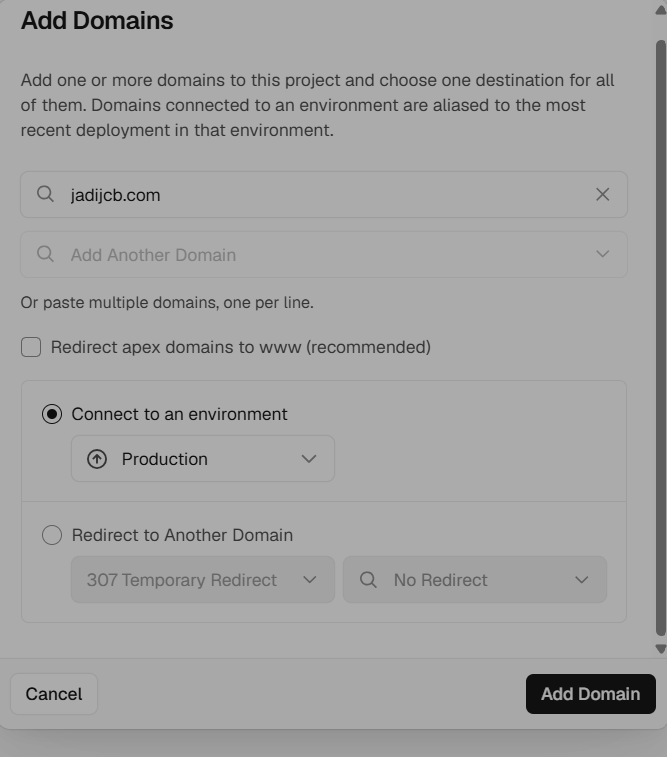 Add Domains
Add one or more domains to this project and choose one destination for all
of them. Domains connected to an environment are aliased to the most
recent deployment in that environment.
jadijcb.com
Add Another Domain
Or paste multiple domains, one per line.
Redirect apex domains to www (recommended)
Connect to an environment
Production
Redirect to Another Domain
307 Temporary Redirect
No Redirect
Cancel
Add Domain